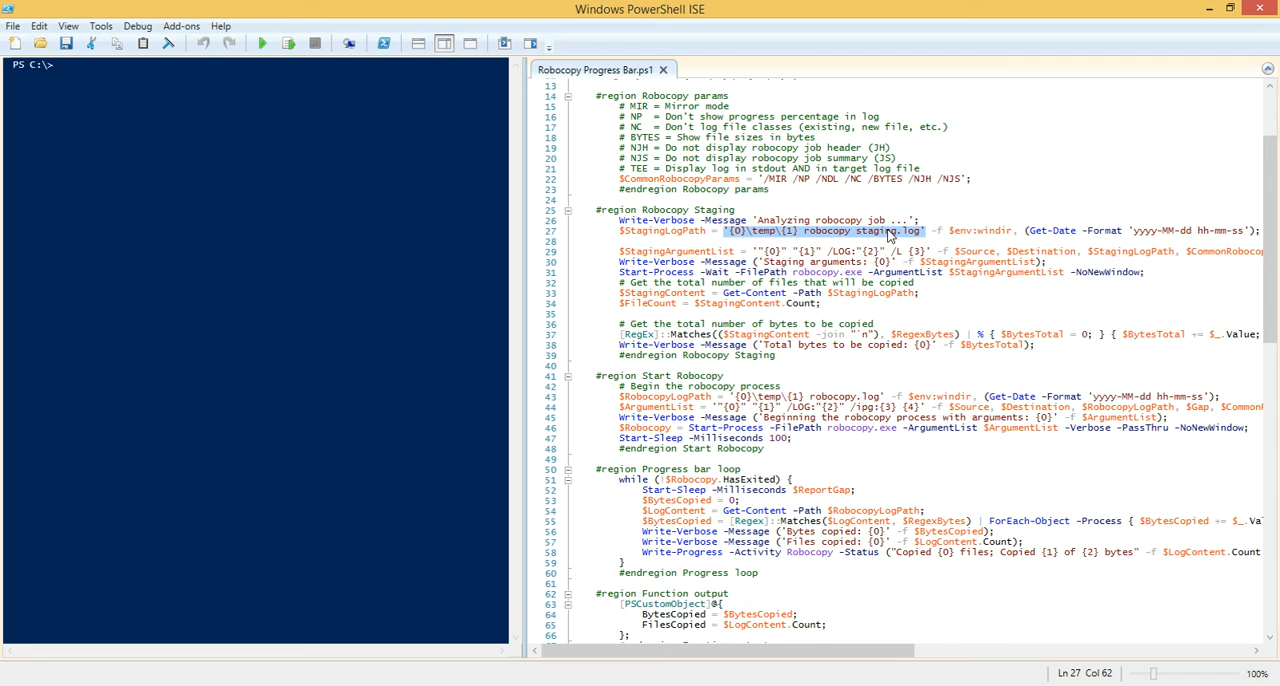 Windows PowerShell ISE
File Edit View Tools Debug Add-ons Help
PS C:\>
Robocopy Progress Bar.ps1
13
14 #region Robocopy params
15 # MIR = Mirror mode
16 # NP = Don't show progress percentage in log
17 # NC = Don't log file classes (existing, new file, etc.)
18 # BYTES = Show file sizes in bytes
19 # NJH = Do not display robocopy job header (JH)
20 # NJS = Do not display robocopy job summary (JS)
21 # TEE = Display log in stdout AND in target log file
22 $CommonRobocopyParams = '/MIR /NP /NDL /NC /BYTES /NJH /NJS';
23 #endregion Robocopy params
24
25 #region Robocopy Staging
26 Write-Verbose -Message 'Analyzing robocopy job ...';
27 $StagingLogPath = '{0}\temp\{1} robocopy staging.log' -f $env:windir, (Get-Date -Format 'yyyy-MM-dd hh-mm-ss');
28
29 $StagingArgumentList = '"{0}" "{1}" /LOG:"{2}" /L {3}' -f $Source, $Destination, $StagingLogPath, $CommonRoboco
30 Write-Verbose -Message ('Staging arguments: {0}' -f $StagingArgumentList);
31 Start-Process -Wait -FilePath robocopy.exe -ArgumentList $StagingArgumentList -NoNewWindow;
32 # Get the total number of files that will be copied
33 $StagingContent = Get-Content -Path $StagingLogPath;
34 $FileCount = $StagingContent.Count;
35
36 # Get the total number of bytes to be copied
37 [RegEx]::Matches(($StagingContent -join "`n"), $RegexBytes) | % { $BytesTotal = 0; } { $BytesTotal += $_.Value;
38 Write-Verbose -Message ('Total bytes to be copied: {0}' -f $BytesTotal);
39 #endregion Robocopy Staging
40
41 #region Start Robocopy
42 # Begin the robocopy process
43 $RobocopyLogPath = '{0}\temp\{1} robocopy.log' -f $env:windir, (Get-Date -Format 'yyyy-MM-dd hh-mm-ss');
44 $ArgumentList = '"{0}" "{1}" /LOG:"{2}" /ipg:{3} {4}' -f $Source, $Destination, $RobocopyLogPath, $Gap, $Common
45 Write-Verbose -Message ('Beginning the robocopy process with arguments: {0}' -f $ArgumentList);
46 $Robocopy = Start-Process -FilePath robocopy.exe -ArgumentList $ArgumentList -Verbose -PassThru -NoNewWindow;
47 Start-Sleep -Milliseconds 100;
48 #endregion Start Robocopy
49
50 #region Progress bar loop
51 while (!$Robocopy.HasExited) {
52 Start-Sleep -Milliseconds $ReportGap;
53 $BytesCopied = 0;
54 $LogContent = Get-Content -Path $RobocopyLogPath;
55 $BytesCopied = [Regex]::Matches($LogContent, $RegexBytes) | ForEach-Object -Process { $BytesCopied += $_.Val
56 Write-Verbose -Message ('Bytes copied: {0}' -f $BytesCopied);
57 Write-Verbose -Message ('Files copied: {0}' -f $LogContent.Count);
58 Write-Progress -Activity Robocopy -Status ("Copied {0} files; Copied {1} of {2} bytes" -f $LogContent.Count
59 }
60 #endregion Progress loop
61
62 #region Function output
63 [PSCustomObject]@{
64 BytesCopied = $BytesCopied;
65 FilesCopied = $LogContent.Count;
66 };
Ln 27 Col 62
100%